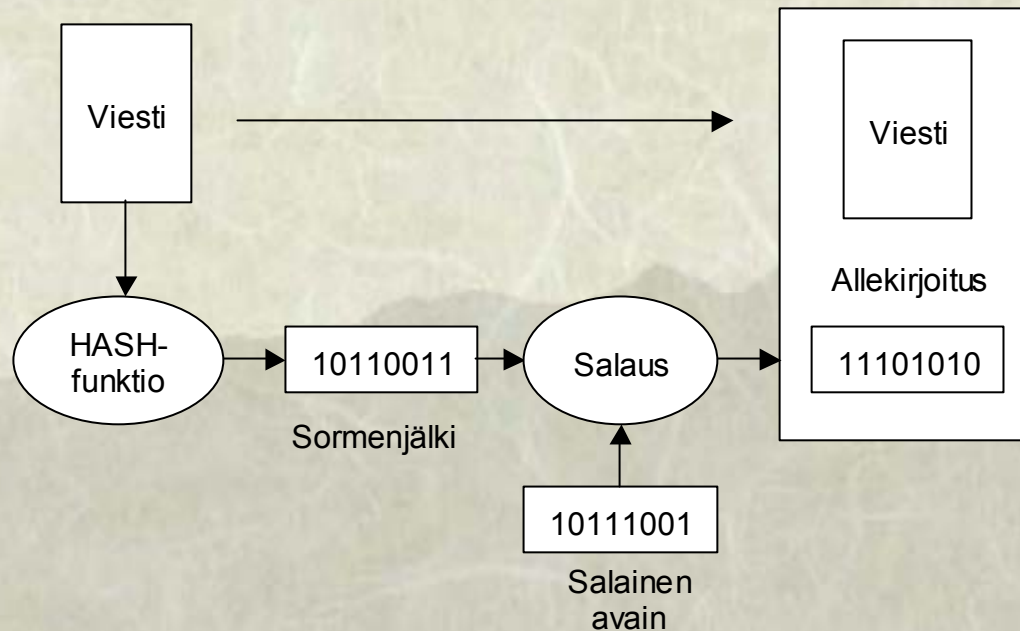 Viesti
Viesti
Allekirjoitus
HASH-
funktio
10110011
Salaus
11101010
Sormenjälki
10111001
Salainen
avain